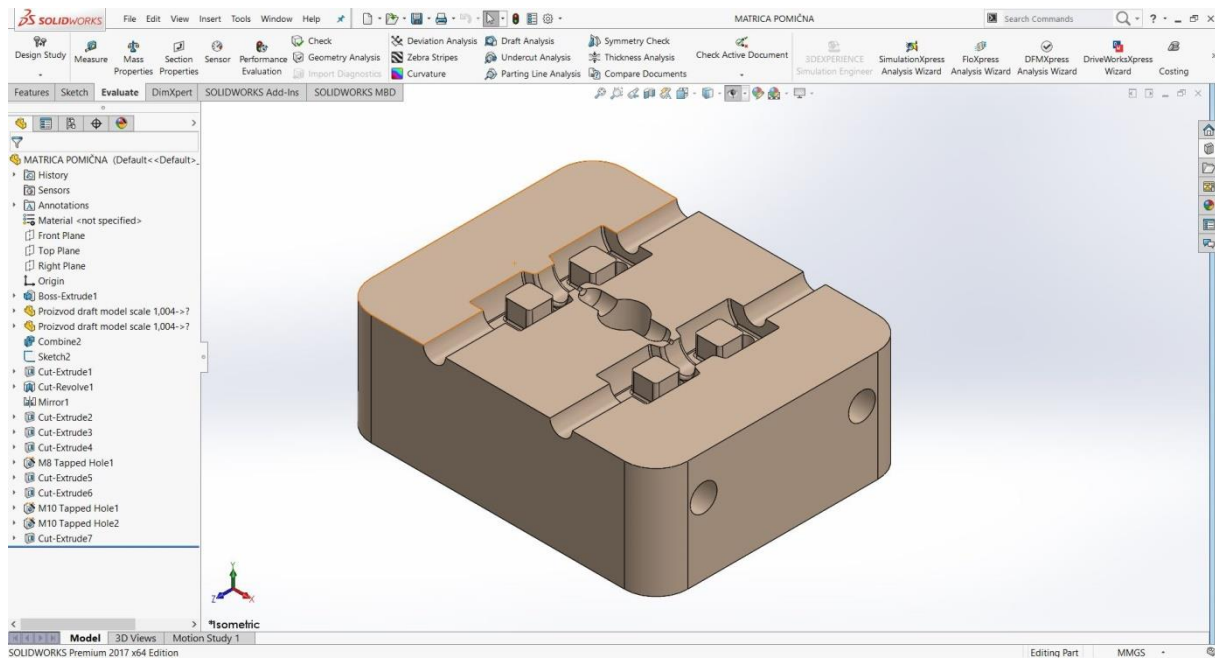 SOLIDWORKS File Edit View Insert Tools Window Help MATRICA POMIČNA Search Commands
Design Study Measure Mass Properties Section Properties Sensor Performance Evaluation Check Geometry Analysis Import Diagnostics Deviation Analysis Zebra Stripes Curvature Draft Analysis Undercut Analysis Parting Line Analysis Symmetry Check Thickness Analysis Compare Documents Check Active Document 3DEXPERIENCE Simulation Engineer SimulationXpress Analysis Wizard FloXpress Analysis Wizard DFMXpress Analysis Wizard DriveWorksXpress Wizard Costing
Features Sketch Evaluate DimXpert SOLIDWORKS Add-Ins SOLIDWORKS MBD
MATRICA POMIČNA (Default<<Default>_
History
Sensors
Annotations
Material <not specified>
Front Plane
Top Plane
Right Plane
Origin
Boss-Extrude1
Proizvod draft model scale 1,004->?
Proizvod draft model scale 1,004->?
Combine2
Sketch2
Cut-Extrude1
Cut-Revolve1
Mirror1
Cut-Extrude2
Cut-Extrude3
Cut-Extrude4
M8 Tapped Hole1
Cut-Extrude5
Cut-Extrude6
M10 Tapped Hole1
M10 Tapped Hole2
Cut-Extrude7
Y
Z X
*Isometric
Model 3D Views Motion Study 1
SOLIDWORKS Premium 2017 x64 Edition Editing Part MMGS